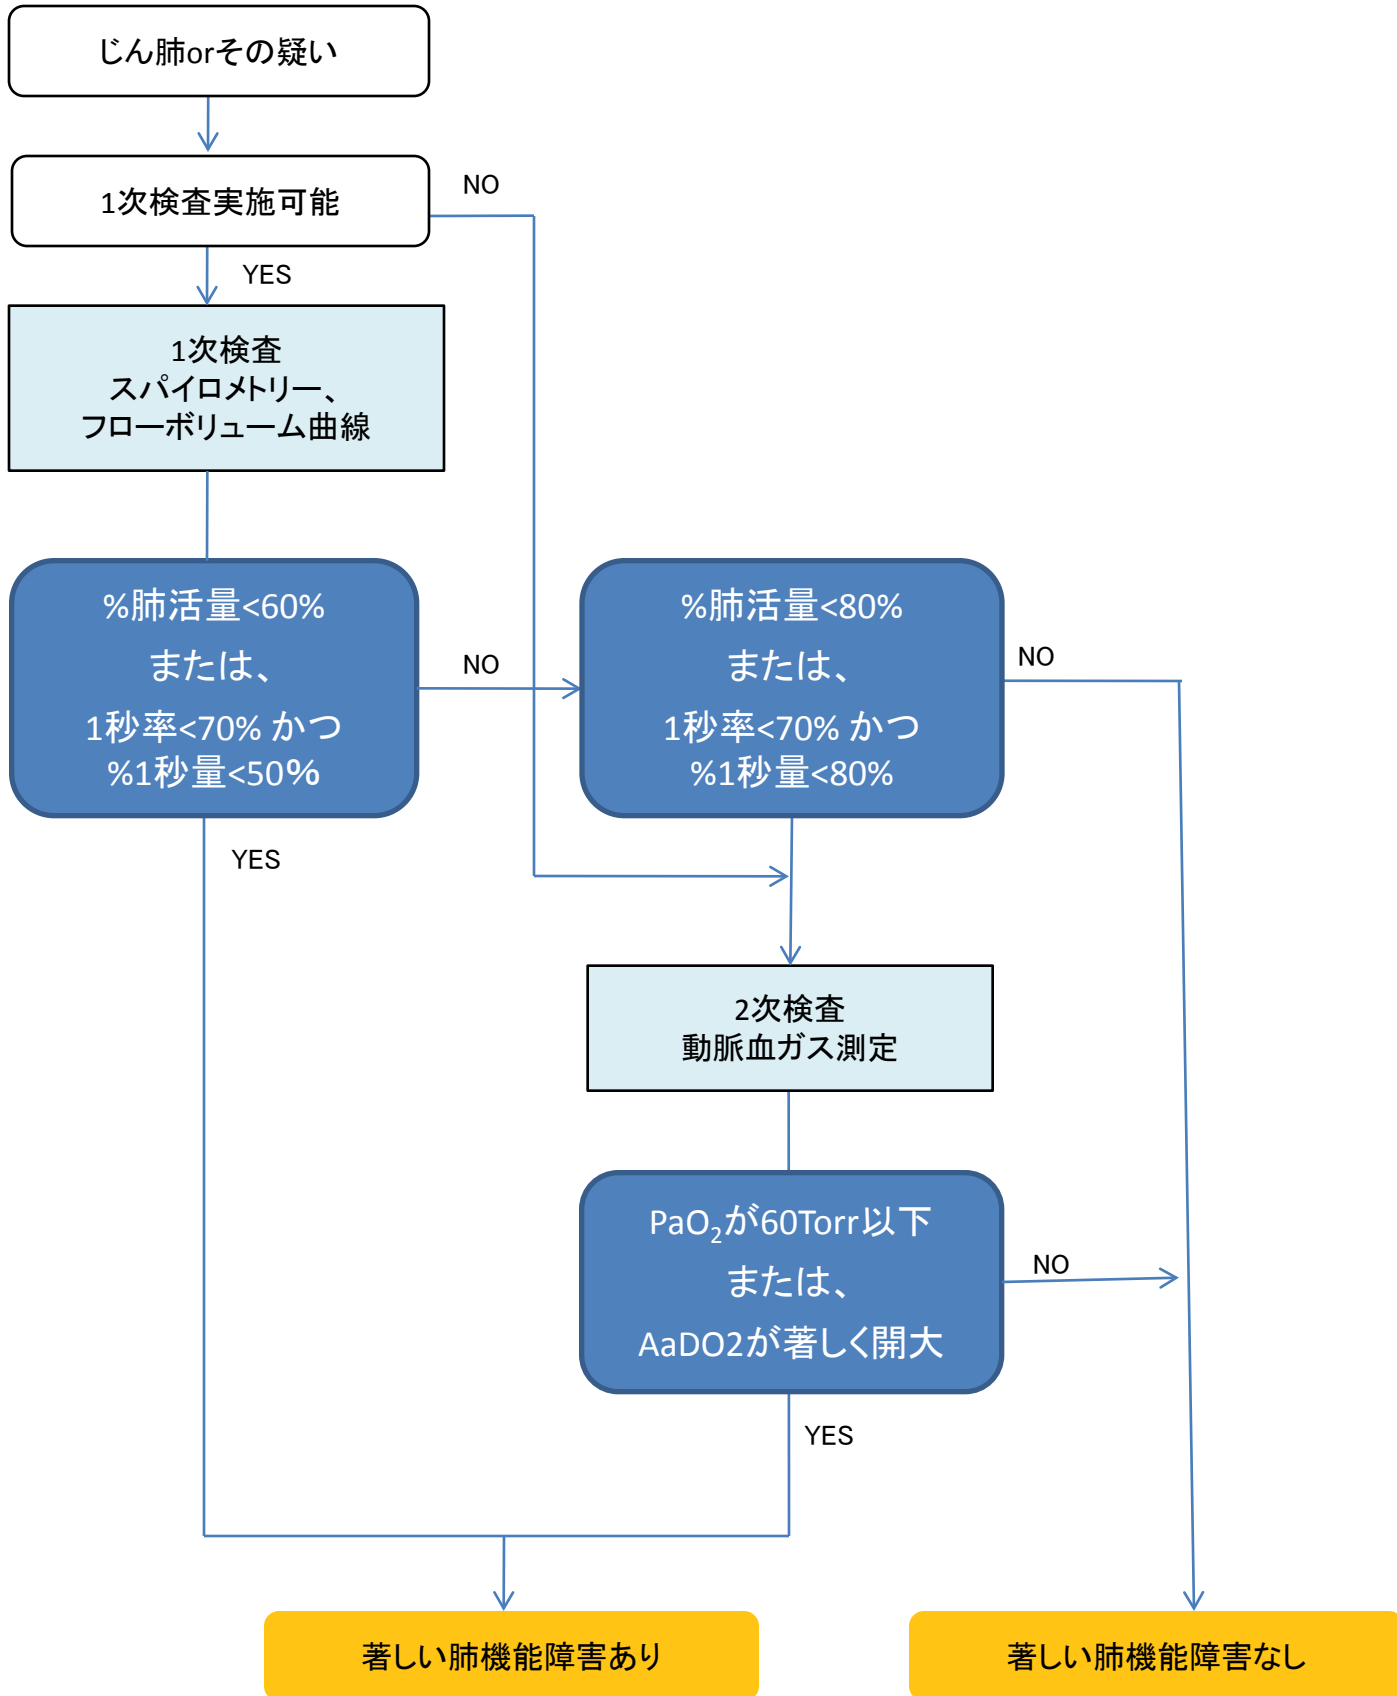 じん肺orその疑い
1次検査実施可能
NO
YES
1次検査
スパイロメトリー、
フローボリューム曲線
%肺活量<60%
または、
1秒率<70% かつ
%1秒量<50%
NO
%肺活量<80%
または、
1秒率<70% かつ
%1秒量<80%
NO
YES
2次検査
動脈血ガス測定
PaO₂が60Torr以下
または、
AaDO2が著しく開大
NO
YES
著しい肺機能障害あり
著しい肺機能障害なし